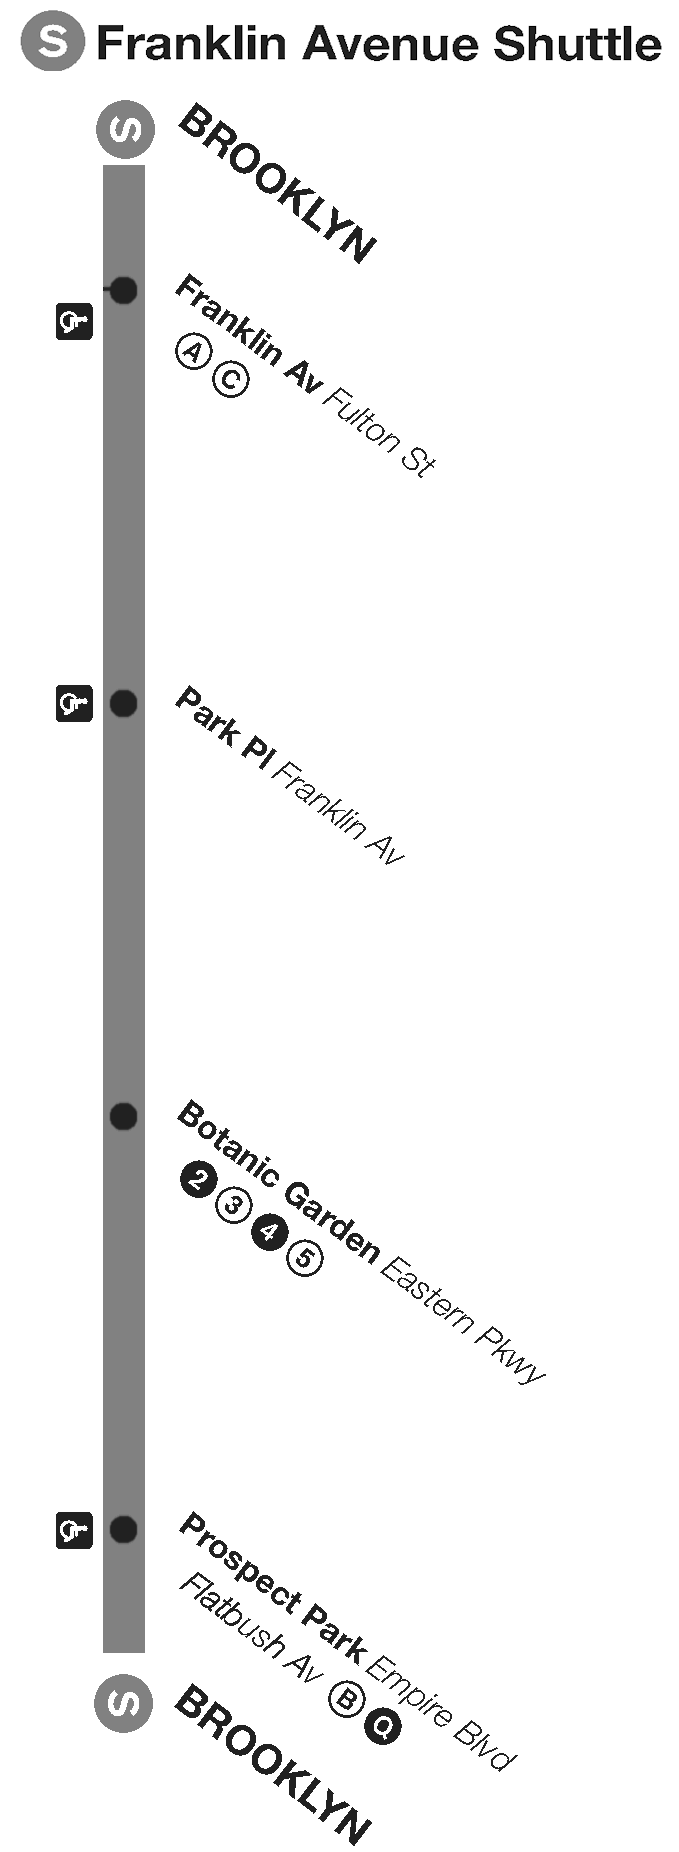 S Franklin Avenue Shuttle
S
BROOKLYN
Franklin Av Fulton St
A C
Park Pl Franklin Av
Botanic Garden Eastern Pkwy
2 3 4 5
Prospect Park Empire Blvd
Flatbush Av B Q
S
BROOKLYN